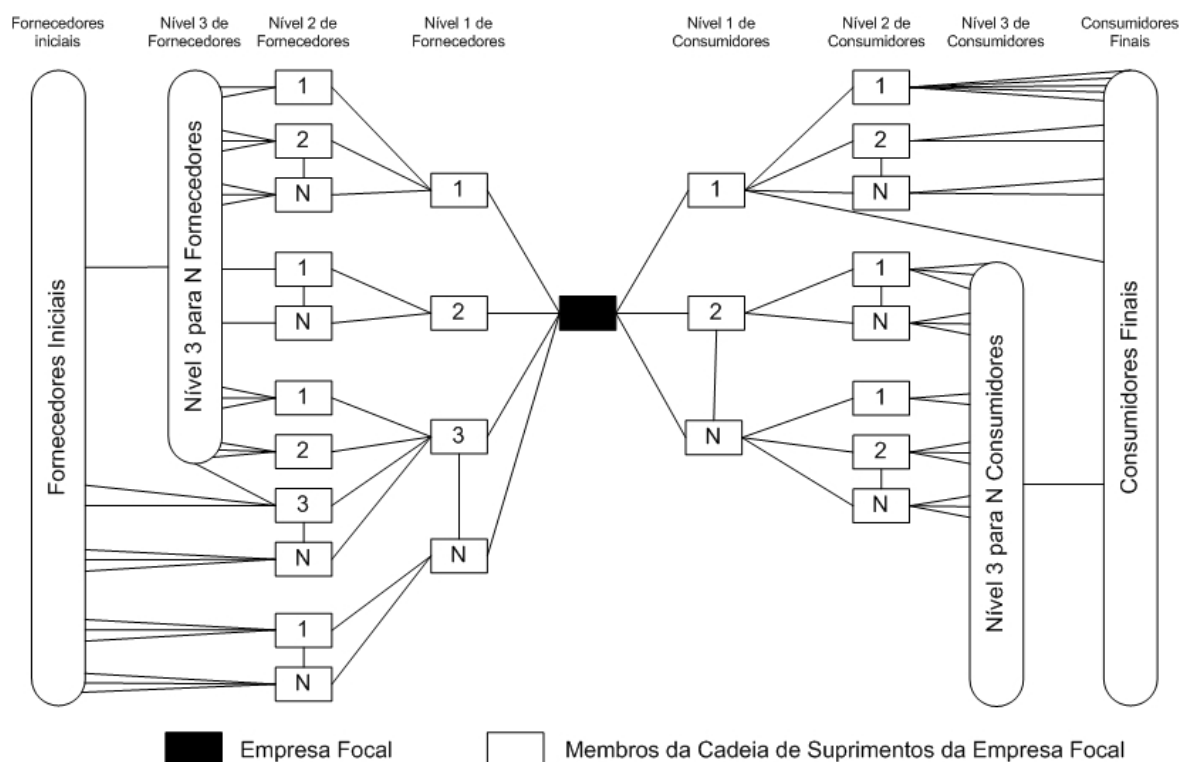 Fornecedores
iniciais
Nível 3 de
Fornecedores
Nível 2 de
Fornecedores
Nível 1 de
Fornecedores
Nível 1 de
Consumidores
Nível 2 de
Consumidores
Nível 3 de
Consumidores
Consumidores
Finais
Fornecedores Iniciais
Nível 3 para N Fornecedores
1
2
N
1
N
1
2
3
N
1
N
1
2
3
N
1
2
N
1
2
N
1
N
1
2
N
Nível 3 para N Consumidores
Consumidores Finais
Empresa Focal
Membros da Cadeia de Suprimentos da Empresa Focal